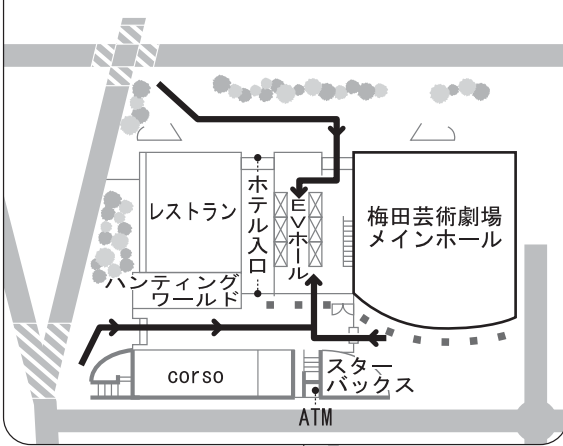 レストラン
ホテル入口
EVホール
梅田芸術劇場
メインホール
ハンティング
ワールド
corso
スター
バックス
ATM